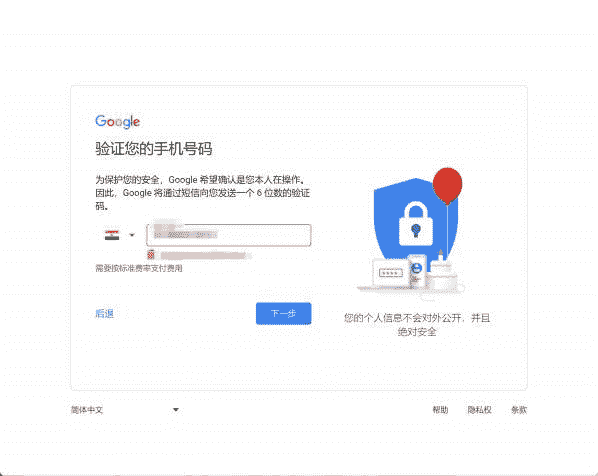 Google
验证您的手机号码
为保护您的安全,Google 希望确认是您本人在操作。
因此,Google 将通过短信向您发送一个 6 位数的验证
码。
需要按标准费率支付费用
后退
下一步
您的个人信息不会对外公开,并且
绝对安全
简体中文
帮助 隐私权 条款